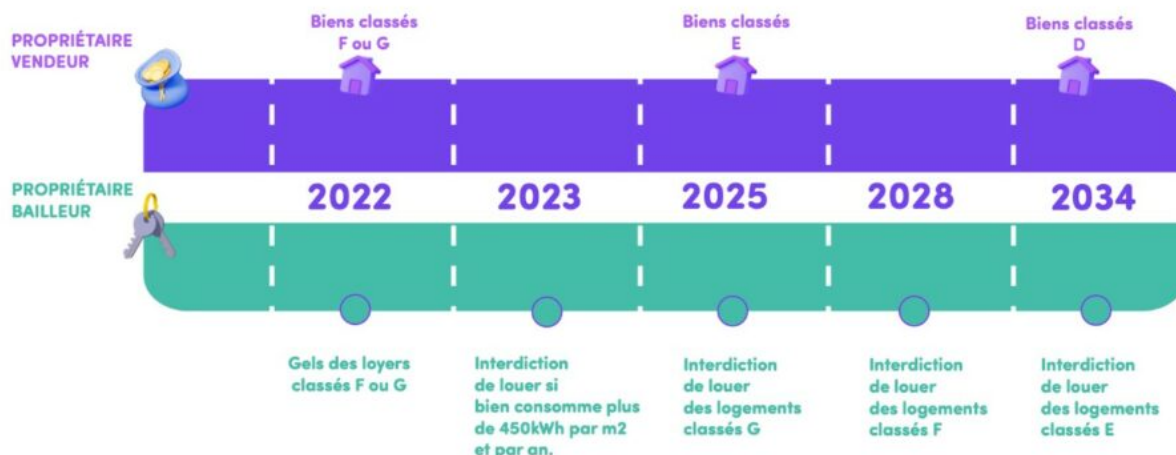 PROPRIÉTAIRE
VENDEUR
Biens classés
F ou G
Biens classés
E
Biens classés
D
PROPRIÉTAIRE
BAILLEUR
2022
2023
2025
2028
2034
Gels des loyers
classés F ou G
Interdiction
de louer si
bien consomme plus
de 450kWh par m2
et par an.
Interdiction
de louer
des logements
classés G
Interdiction
de louer
des logements
classés F
Interdiction
de louer
des logements
classés E